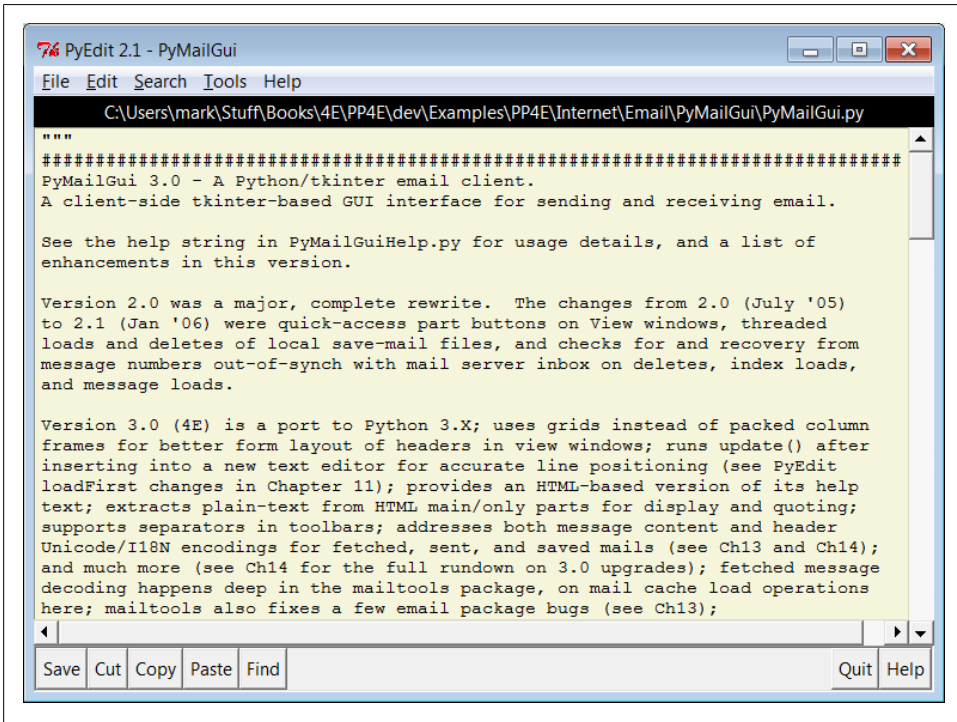 PyEdit 2.1 - PyMailGui
File Edit Search Tools Help
C:\Users\mark\Stuff\Books\4E\PP4E\dev\Examples\PP4E\Internet\Email\PyMailGui\PyMailGui.py
"""
################################################################################
PyMailGui 3.0 - A Python/tkinter email client.
A client-side tkinter-based GUI interface for sending and receiving email.
See the help string in PyMailGuiHelp.py for usage details, and a list of
enhancements in this version.
Version 2.0 was a major, complete rewrite.  The changes from 2.0 (July '05)
to 2.1 (Jan '06) were quick-access part buttons on View windows, threaded
loads and deletes of local save-mail files, and checks for and recovery from
message numbers out-of-synch with mail server inbox on deletes, index loads,
and message loads.
Version 3.0 (4E) is a port to Python 3.X; uses grids instead of packed column
frames for better form layout of headers in view windows; runs update() after
inserting into a new text editor for accurate line positioning (see PyEdit
loadFirst changes in Chapter 11); provides an HTML-based version of its help
text; extracts plain-text from HTML main/only parts for display and quoting;
supports separators in toolbars; addresses both message content and header
Unicode/I18N encodings for fetched, sent, and saved mails (see Ch13 and Ch14);
and much more (see Ch14 for the full rundown on 3.0 upgrades); fetched message
decoding happens deep in the mailtools package, on mail cache load operations
here; mailtools also fixes a few email package bugs (see Ch13);
Save Cut Copy Paste Find Quit Help